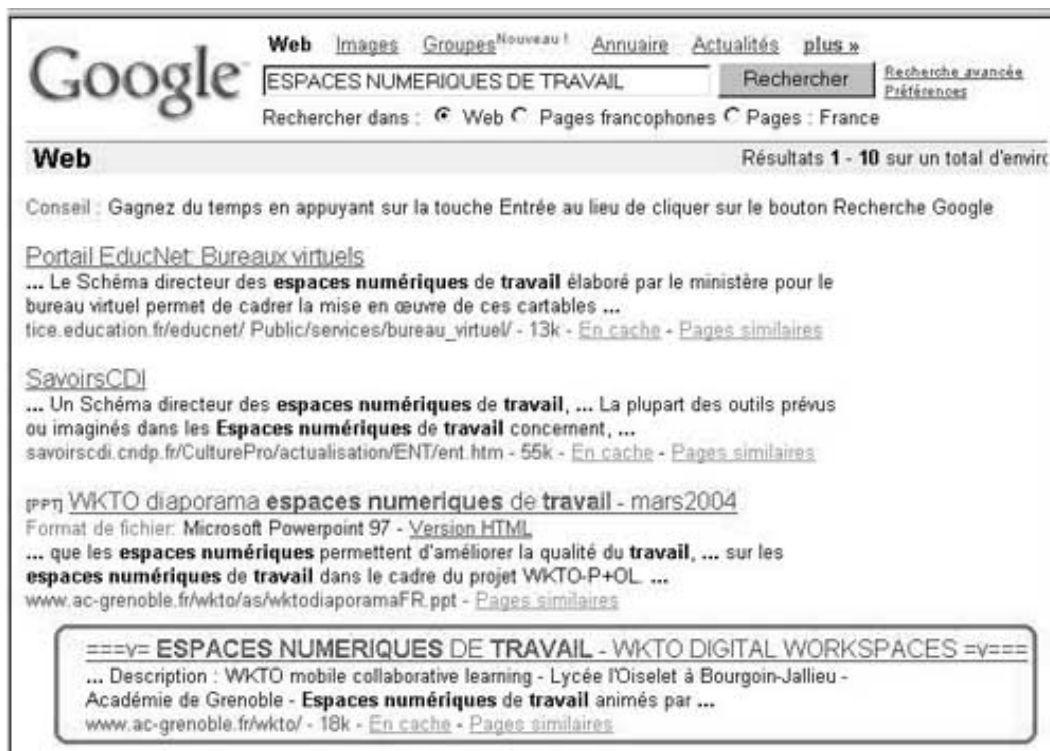 Web Images Groupes Nouveau ! Annuaire Actualités plus »
Google
ESPACES NUMERIQUES DE TRAVAIL Rechercher Recherche avancée
Préférences
Rechercher dans : Web Pages francophones Pages : France
Web Résultats 1 - 10 sur un total d'enviro
Conseil : Gagnez du temps en appuyant sur la touche Entrée au lieu de cliquer sur le bouton Recherche Google
Portail EducNet: Bureaux virtuels
... Le Schéma directeur des espaces numériques de travail élaboré par le ministère pour le
bureau virtuel permet de cadrer la mise en œuvre de ces cartables ...
tice.education.fr/educnet/ Public/services/bureau_virtuel/ - 13k - En cache - Pages similaires
SavoirsCDI
... Un Schéma directeur des espaces numériques de travail, ... La plupart des outils prévus
ou imaginés dans les Espaces numériques de travail concernent, ...
savoirscdi.cndp.fr/CulturePro/actualisation/ENT/ent.htm - 55k - En cache - Pages similaires
[PPT] WKTO diaporama espaces numeriques de travail - mars2004
Format de fichier: Microsoft Powerpoint 97 - Version HTML
... que les espaces numériques permettent d'améliorer la qualité du travail, ... sur les
espaces numériques de travail dans le cadre du projet WKTO-P+OL. ...
www.ac-grenoble.fr/wkto/as/wktodiaporamaFR.ppt - Pages similaires
===v= ESPACES NUMERIQUES DE TRAVAIL - WKTO DIGITAL WORKSPACES =v===
... Description : WKTO mobile collaborative learning - Lycée l'Oiselet à Bourgoin-Jallieu -
Académie de Grenoble - Espaces numériques de travail animés par ...
www.ac-grenoble.fr/wkto/ - 18k - En cache - Pages similaires